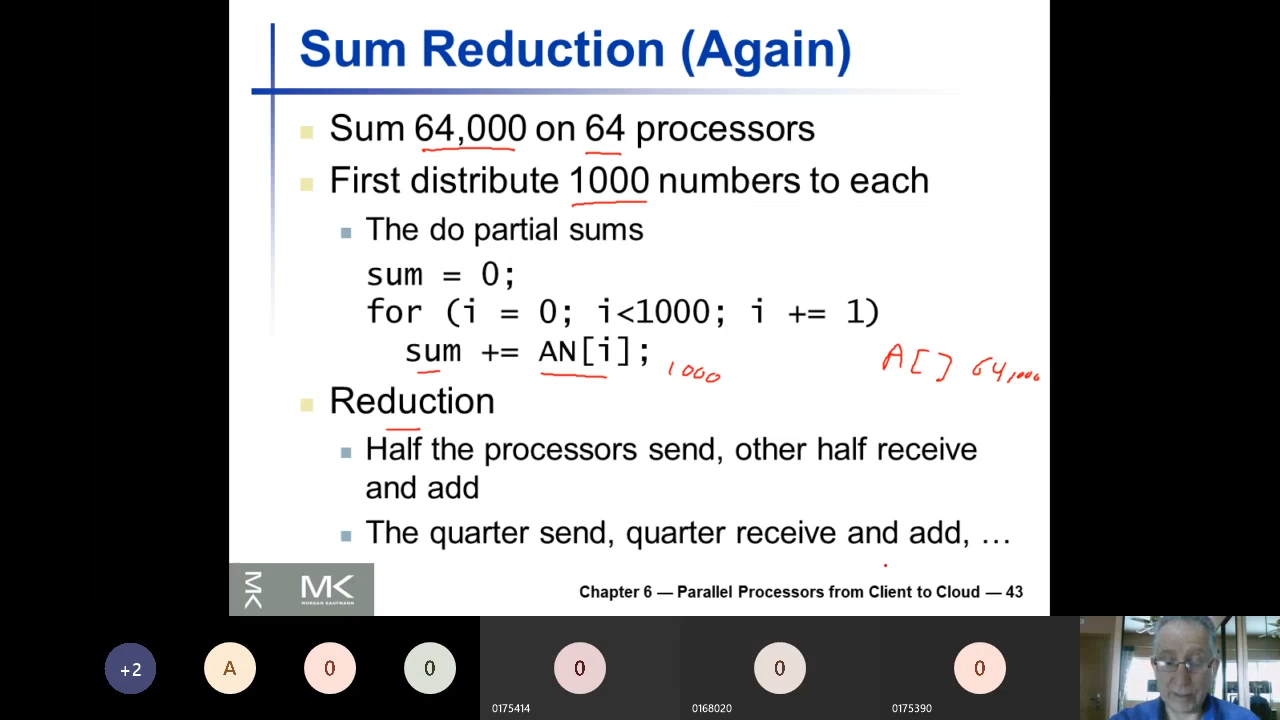 Sum Reduction (Again)
Sum 64,000 on 64 processors
First distribute 1000 numbers to each
The do partial sums
sum = 0;
for (i = 0; i<1000; i += 1)
sum += AN[i];
1000
A[] 64,000
Reduction
Half the processors send, other half receive
and add
The quarter send, quarter receive and add, …
MK
MK
MORGAN KAUFMANN
Chapter 6 — Parallel Processors from Client to Cloud — 43
+2 A 0 0 0 0 0
0175414 0168020 0175390